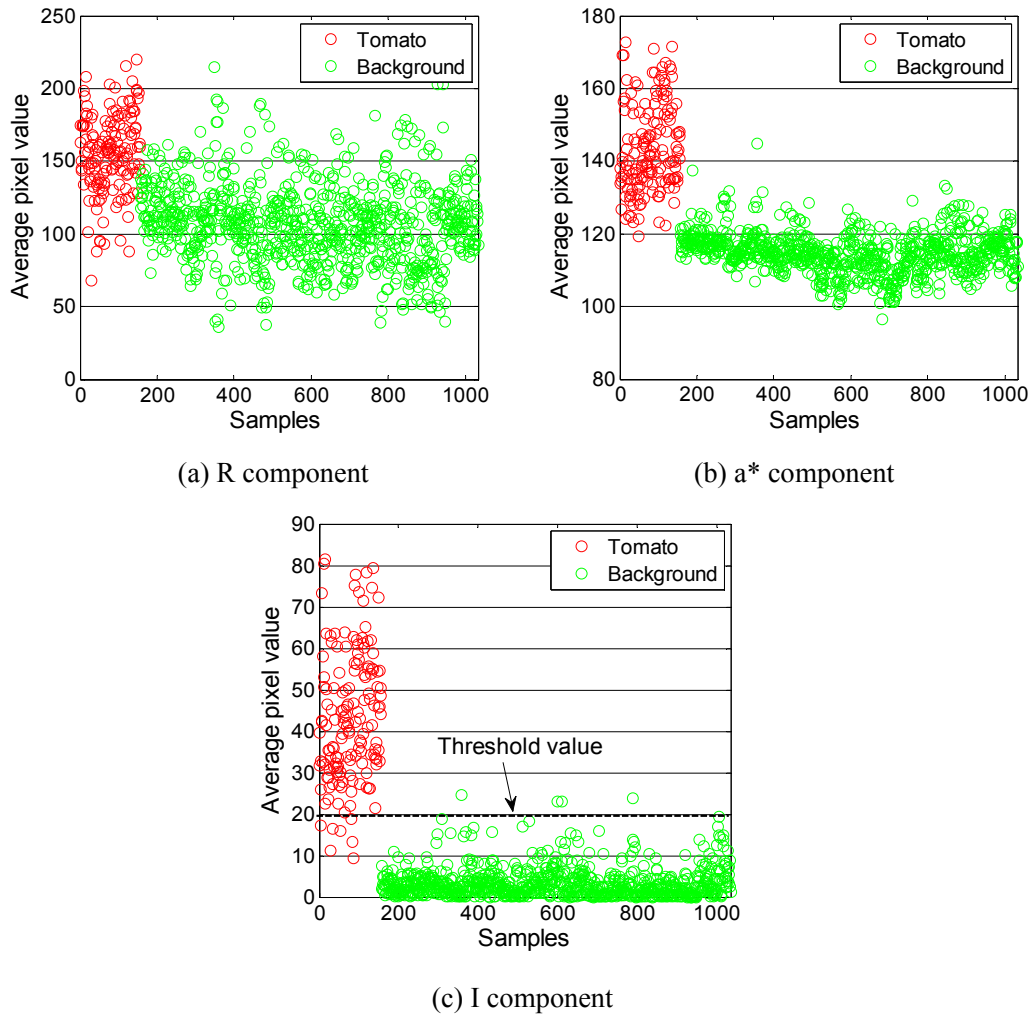 250
200
150
100
50
0
Average pixel value
Tomato
Background
0 200 400 600 800 1000
Samples
(a) R component
180
160
140
120
100
80
Average pixel value
Tomato
Background
0 200 400 600 800 1000
Samples
(b) a* component
90
80
70
60
50
40
30
20
10
0
Average pixel value
Tomato
Background
Threshold value
0 200 400 600 800 1000
Samples
(c) I component